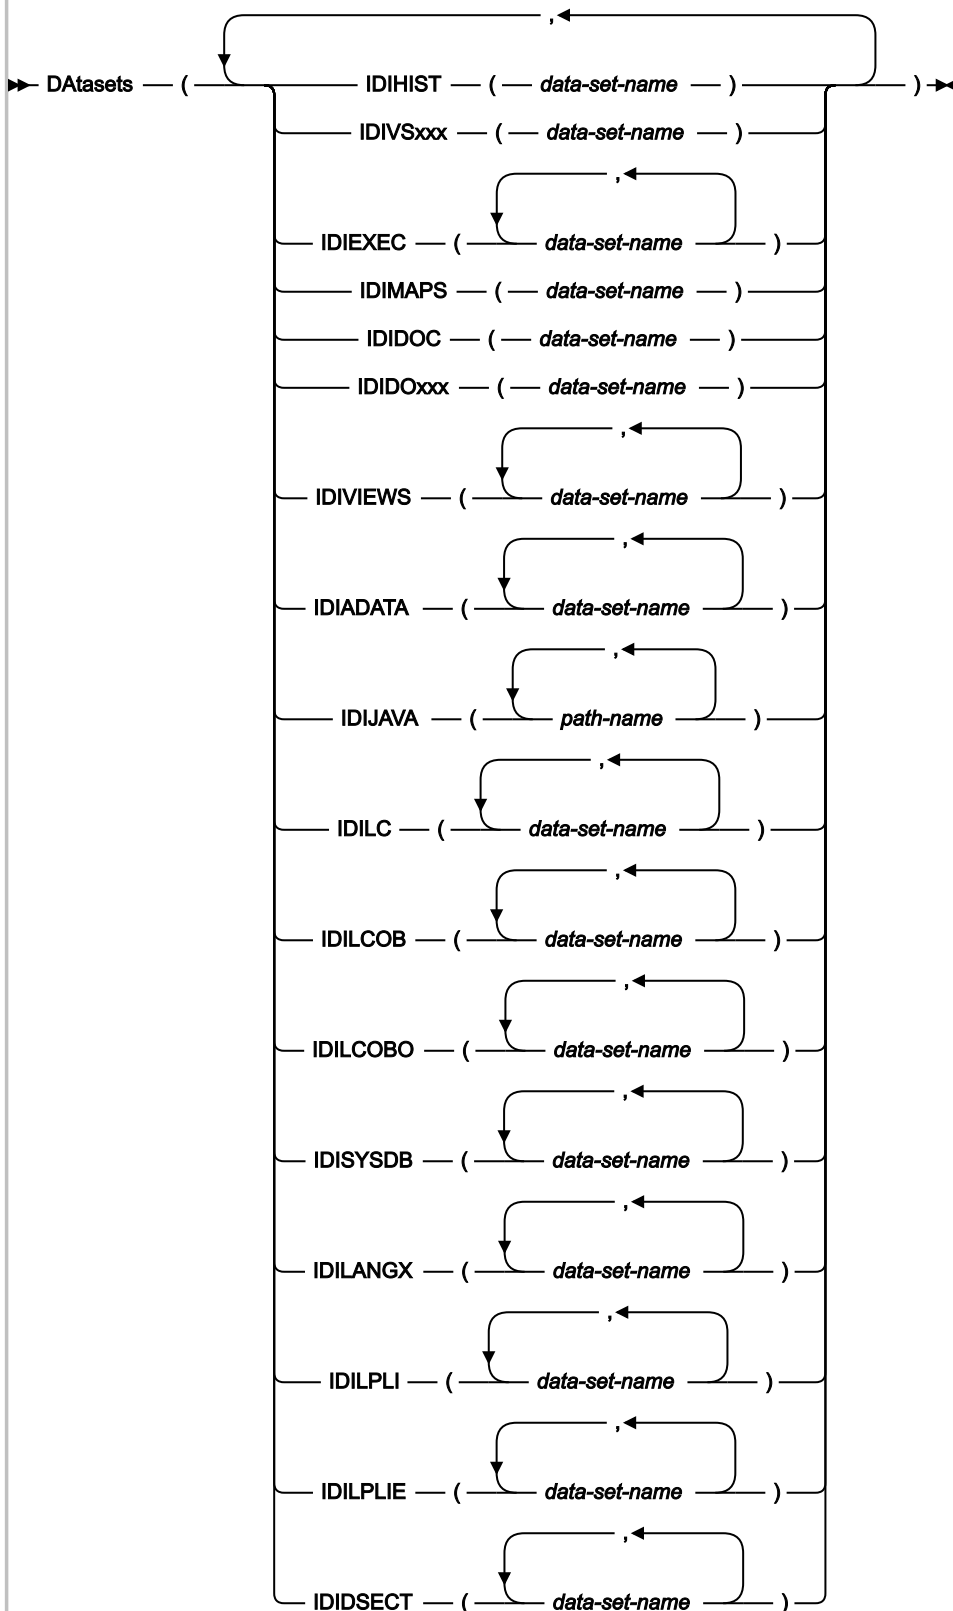 ,
DAtasets ( IDIHIST ( data-set-name ) )
IDIVSxxx ( data-set-name )
,
IDIEXEC ( data-set-name )
IDIMAPS ( data-set-name )
IDIDOC ( data-set-name )
IDIDOxxx ( data-set-name )
,
IDIVIEWS ( data-set-name )
,
IDIADATA ( data-set-name )
,
IDIJAVA ( path-name )
,
IDILC ( data-set-name )
,
IDILCOB ( data-set-name )
,
IDILCOBO ( data-set-name )
,
IDISYSDB ( data-set-name )
,
IDILANGX ( data-set-name )
,
IDILPLI ( data-set-name )
,
IDILPLIE ( data-set-name )
,
IDIDSECT ( data-set-name )